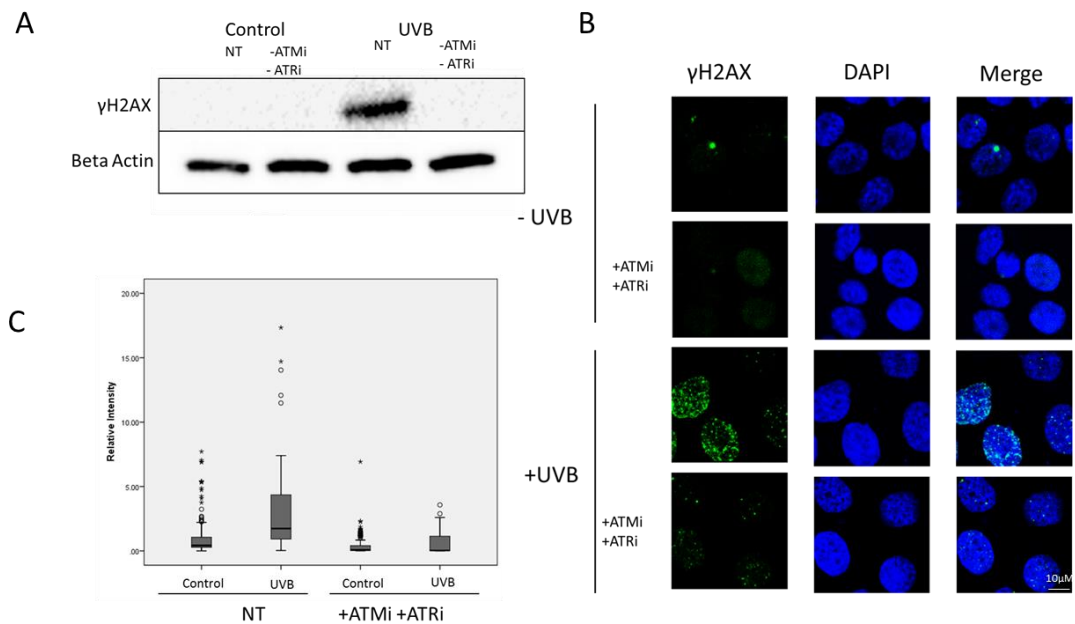 A
Control
UVB
NT
-ATMi
- ATRi
NT
-ATMi
- ATRi
γH2AX
Beta Actin
B
γH2AX
DAPI
Merge
- UVB
+ATMi
+ATRi
+UVB
+ATMi
+ATRi
10μM
C
Relative Intensity
20.00
15.00
10.00
5.00
.00
Control
UVB
Control
UVB
NT
+ATMi +ATRi